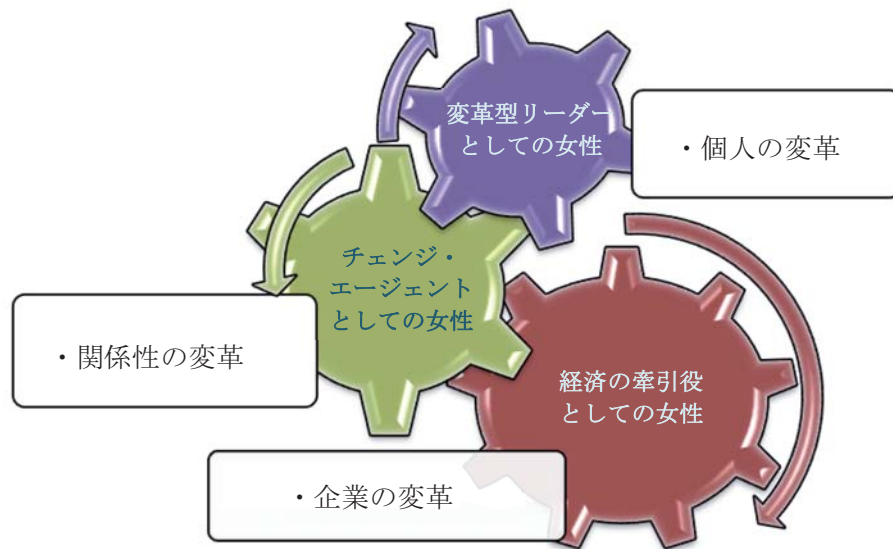 変革型リーダー
としての女性
・個人の変革
チェンジ・
エージェント
としての女性
・関係性の変革
経済の牽引役
としての女性
・企業の変革